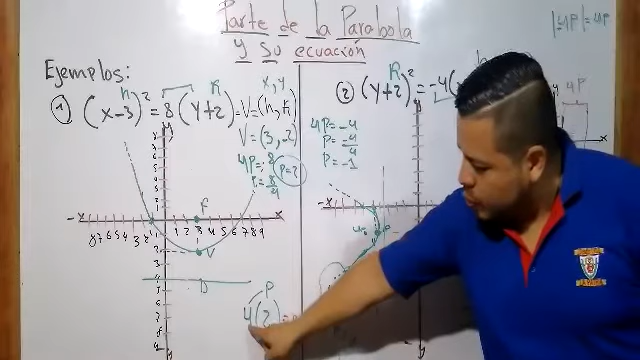 Parte de la Parabola
y su ecuación
|-4P| = 4P
Ejemplos:
h k x, y
① (x-3)² = 8(y+2) = V = (h, k)
V = (3, -2)
4P = 8
P = 8/4
P = 2
f
-x x
8 7 6 5 4 3 2 1 1 2 3 4 5 6 7 8 9
V
D
P
4(2) =
k
② (y+2)² = -4(
4P = -4
P = -4/4
P = -1
4P
-x